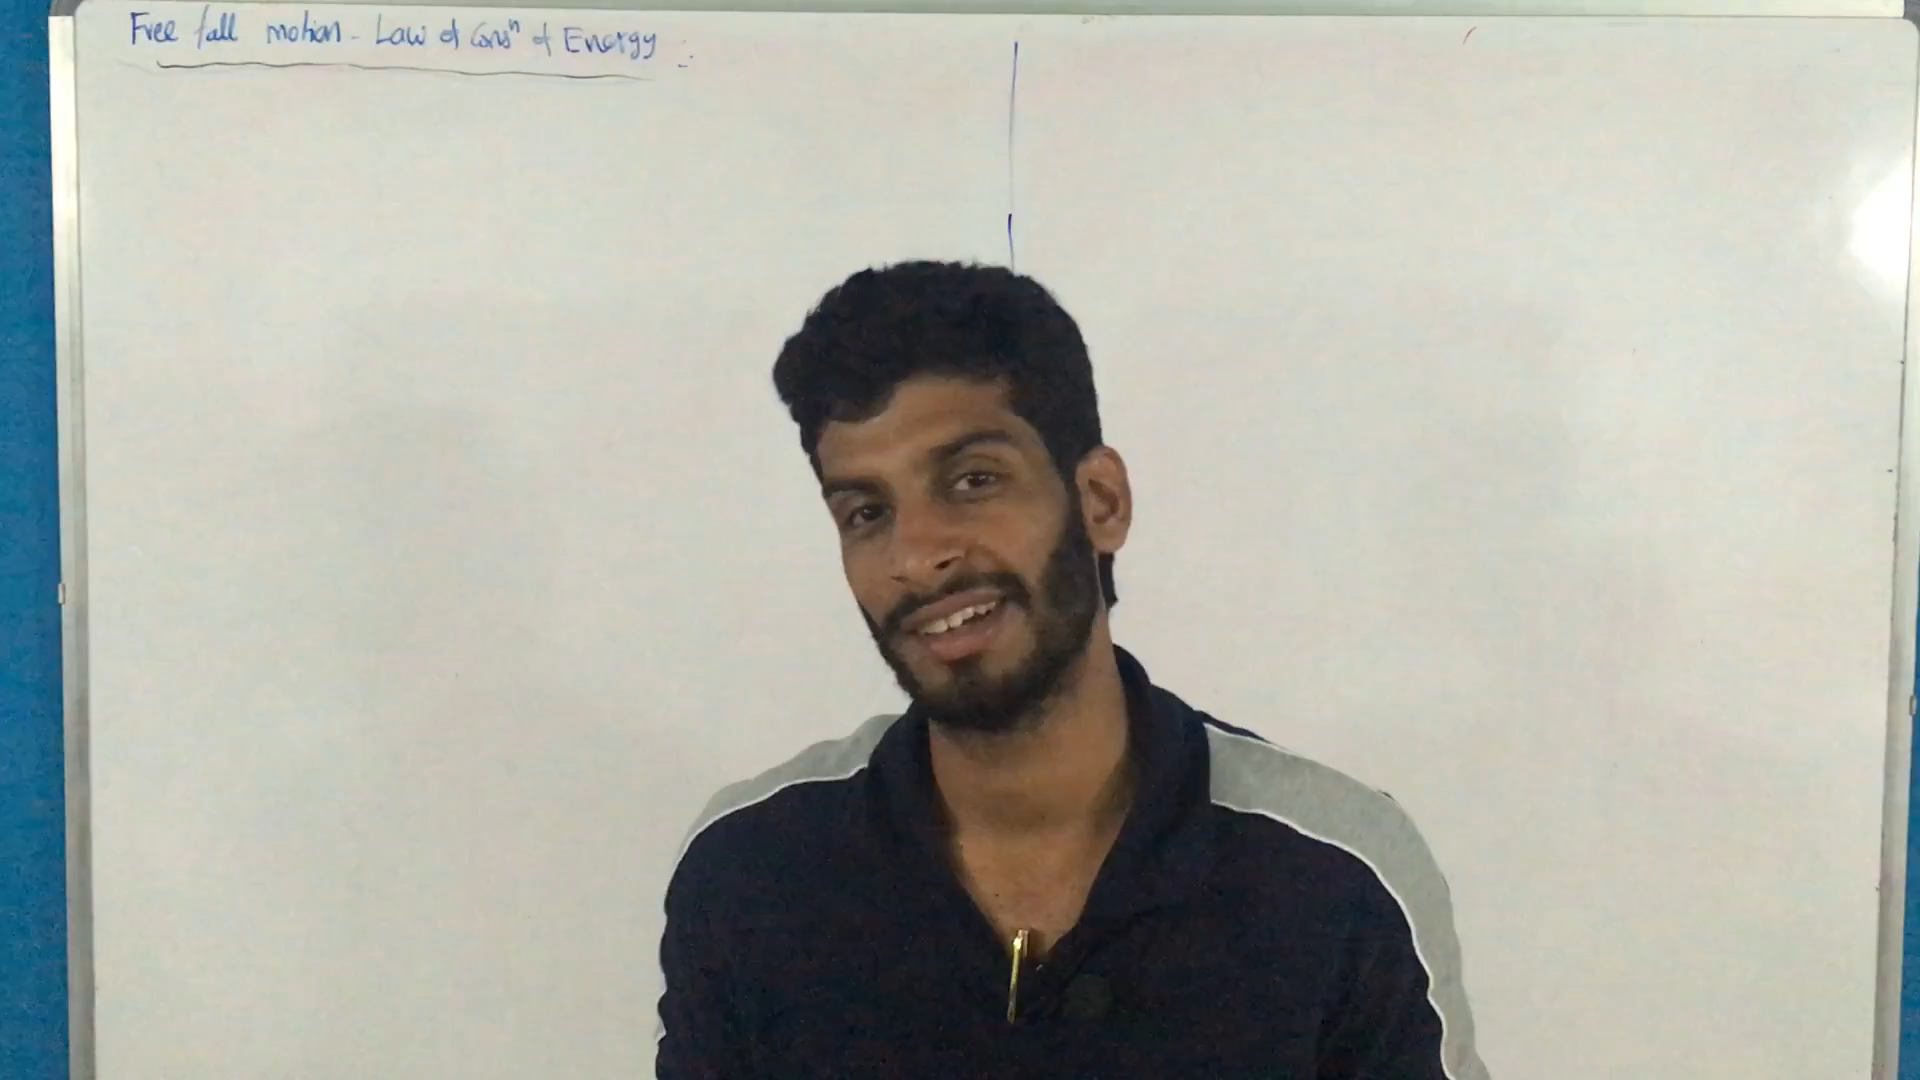 Free fall motion - Law of Consⁿ of Energy :-